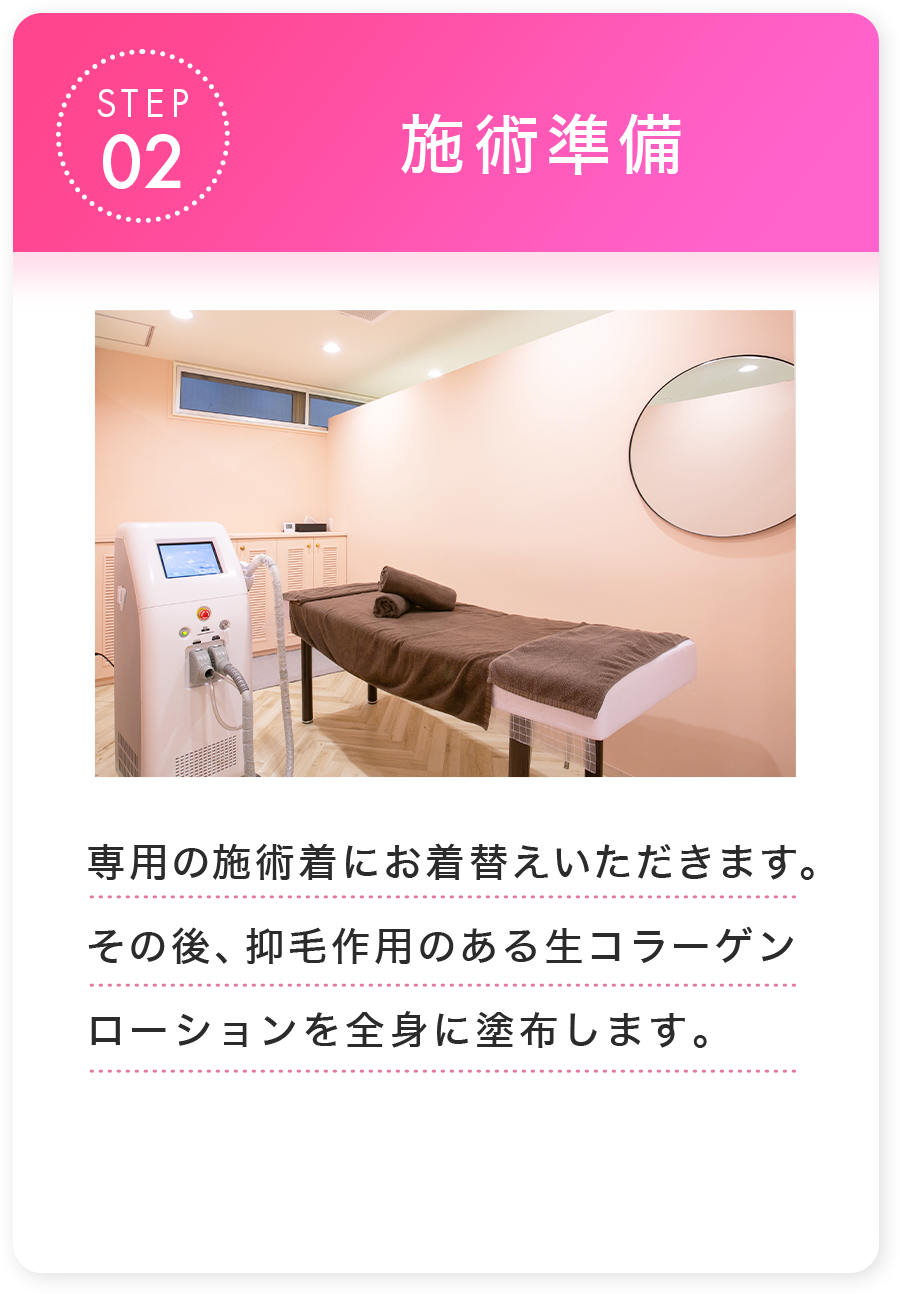 STEP
02
施術準備
専用の施術着にお着替えいただきます。
その後、抑毛作用のある生コラーゲン
ローションを全身に塗布します。